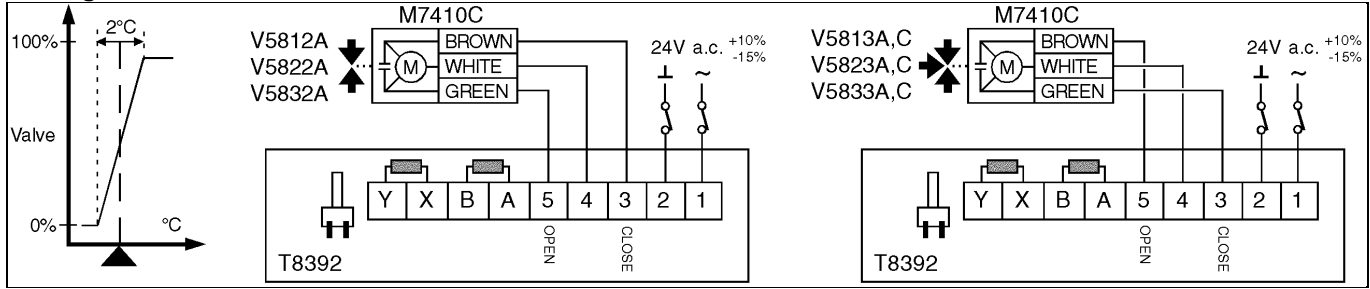 100%
2°C
Valve
0%
°C
M7410C
V5812A
V5822A
V5832A
M
BROWN
WHITE
GREEN
24V a.c. +10%
-15%
⊥ ~
Y X B A 5 4 3 2 1
OPEN
CLOSE
T8392
M7410C
V5813A,C
V5823A,C
V5833A,C
M
BROWN
WHITE
GREEN
24V a.c. +10%
-15%
⊥ ~
Y X B A 5 4 3 2 1
OPEN
CLOSE
T8392